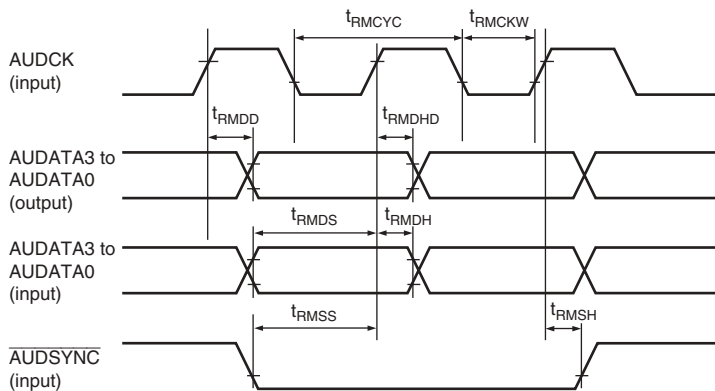 tRMCYC
tRMCKW
AUDCK
(input)
tRMDD
tRMDHD
AUDATA3 to
AUDATA0
(output)
tRMDS
tRMDH
AUDATA3 to
AUDATA0
(input)
tRMSS
tRMSH
AUDSYNC
(input)